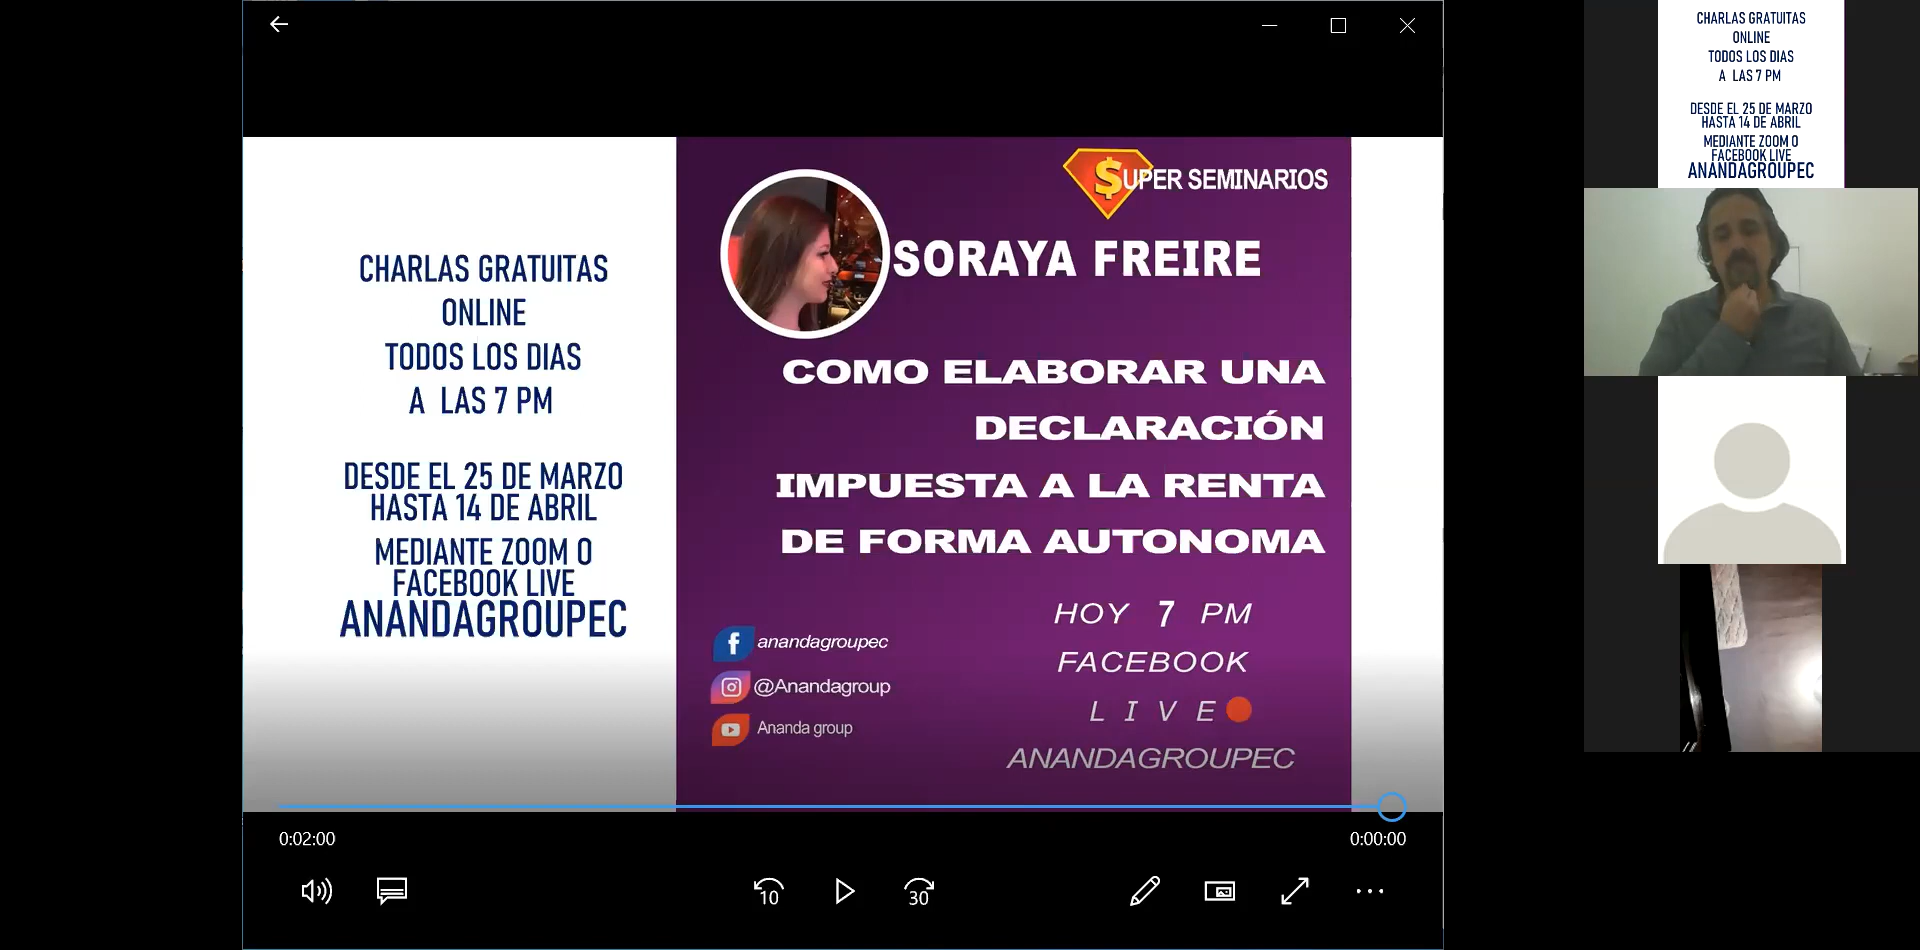 CHARLAS GRATUITAS
ONLINE
TODOS LOS DIAS
A LAS 7 PM
DESDE EL 25 DE MARZO
HASTA 14 DE ABRIL
MEDIANTE ZOOM O
FACEBOOK LIVE
ANANDAGROUPEC
$UPER SEMINARIOS
SORAYA FREIRE
COMO ELABORAR UNA
DECLARACIÓN
IMPUESTA A LA RENTA
DE FORMA AUTONOMA
HOY 7 PM
FACEBOOK
LIVE
ANANDAGROUPEC
anandagroupec
@Anandagroup
Ananda group
0:02:00
0:00:00
10
30
CHARLAS GRATUITAS
ONLINE
TODOS LOS DIAS
A LAS 7 PM
DESDE EL 25 DE MARZO
HASTA 14 DE ABRIL
MEDIANTE ZOOM O
FACEBOOK LIVE
ANANDAGROUPEC